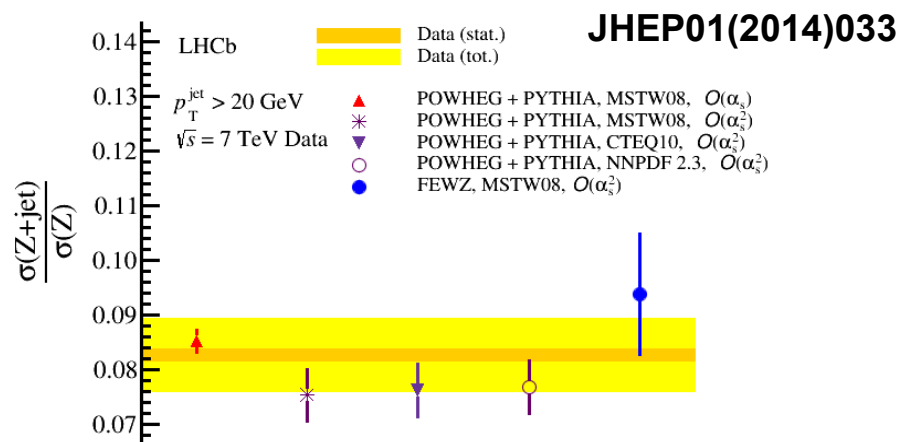 JHEP01(2014)033
LHCb
Data (stat.)
Data (tot.)
p_T^jet > 20 GeV
√s = 7 TeV Data
POWHEG + PYTHIA, MSTW08, O(α_s)
POWHEG + PYTHIA, MSTW08, O(α_s^2)
POWHEG + PYTHIA, CTEQ10, O(α_s^2)
POWHEG + PYTHIA, NNPDF 2.3, O(α_s^2)
FEWZ, MSTW08, O(α_s^2)
σ(Z+jet)
σ(Z)
0.14
0.13
0.12
0.11
0.10
0.09
0.08
0.07